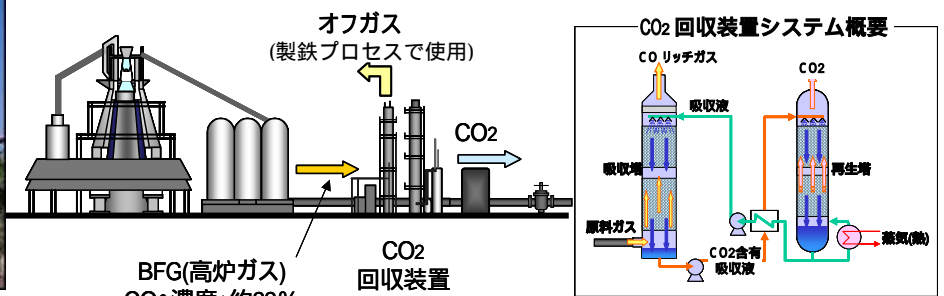 オフガス
(製鉄プロセスで使用)
CO2
BFG(高炉ガス)
CO2
回収装置
CO2 回収装置システム概要
CO リッチガス
CO2
吸収液
吸収塔
再生塔
原料ガス
CO2含有
吸収液
蒸気(熱)